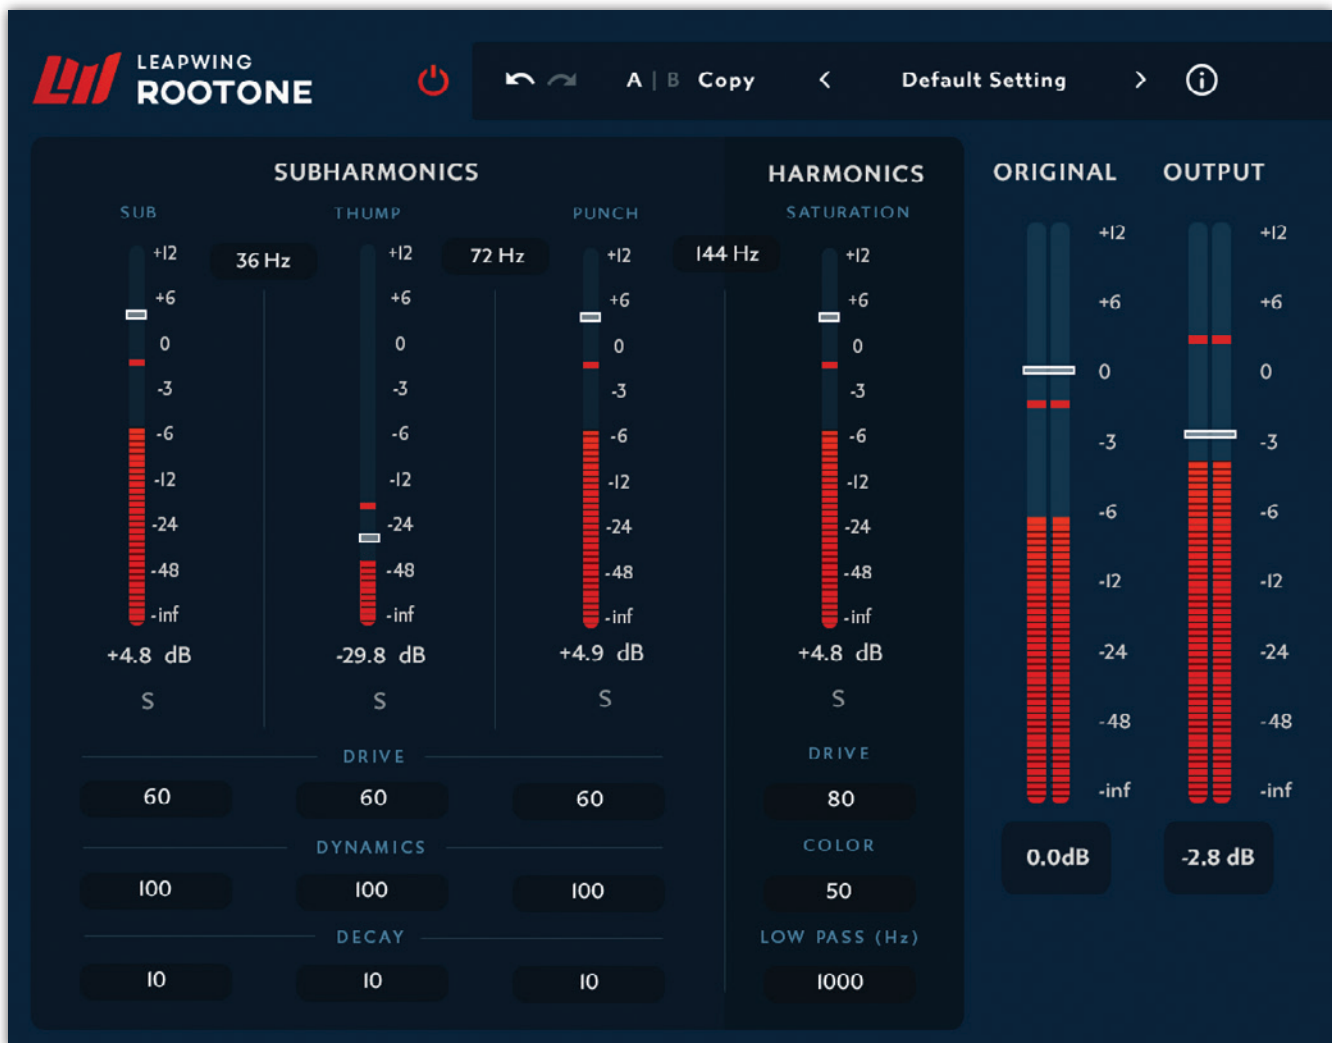 LEAPWING
ROOTONE
A | B Copy < Default Setting >
SUBHARMONICS
HARMONICS
ORIGINAL
OUTPUT
SUB
THUMP
PUNCH
SATURATION
36 Hz
72 Hz
144 Hz
+12
+6
0
-3
-6
-12
-24
-48
-inf
+4.8 dB
S
+12
+6
0
-3
-6
-12
-24
-48
-inf
-29.8 dB
S
+12
+6
0
-3
-6
-12
-24
-48
-inf
+4.9 dB
S
+12
+6
0
-3
-6
-12
-24
-48
-inf
+4.8 dB
S
DRIVE
60 60 60
DYNAMICS
100 100 100
DECAY
10 10 10
DRIVE
80
COLOR
50
LOW PASS (Hz)
1000
+12
+6
0
-3
-6
-12
-24
-48
-inf
0.0dB
+12
+6
0
-3
-6
-12
-24
-48
-inf
-2.8 dB